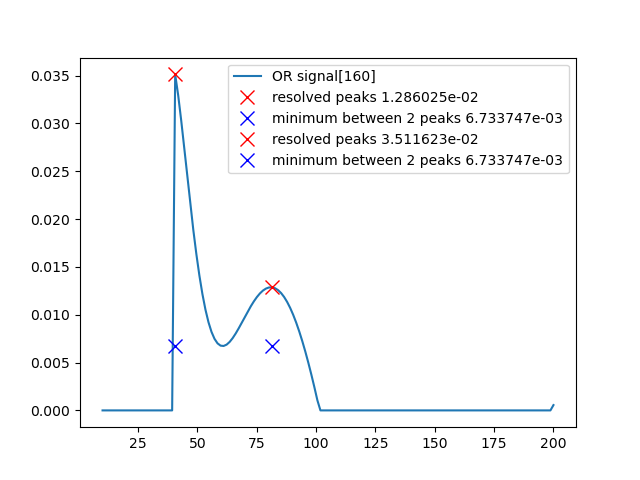 OR signal[160]
resolved peaks 1.286025e-02
minimum between 2 peaks 6.733747e-03
resolved peaks 3.511623e-02
minimum between 2 peaks 6.733747e-03
0.035
0.030
0.025
0.020
0.015
0.010
0.005
0.000
25 50 75 100 125 150 175 200